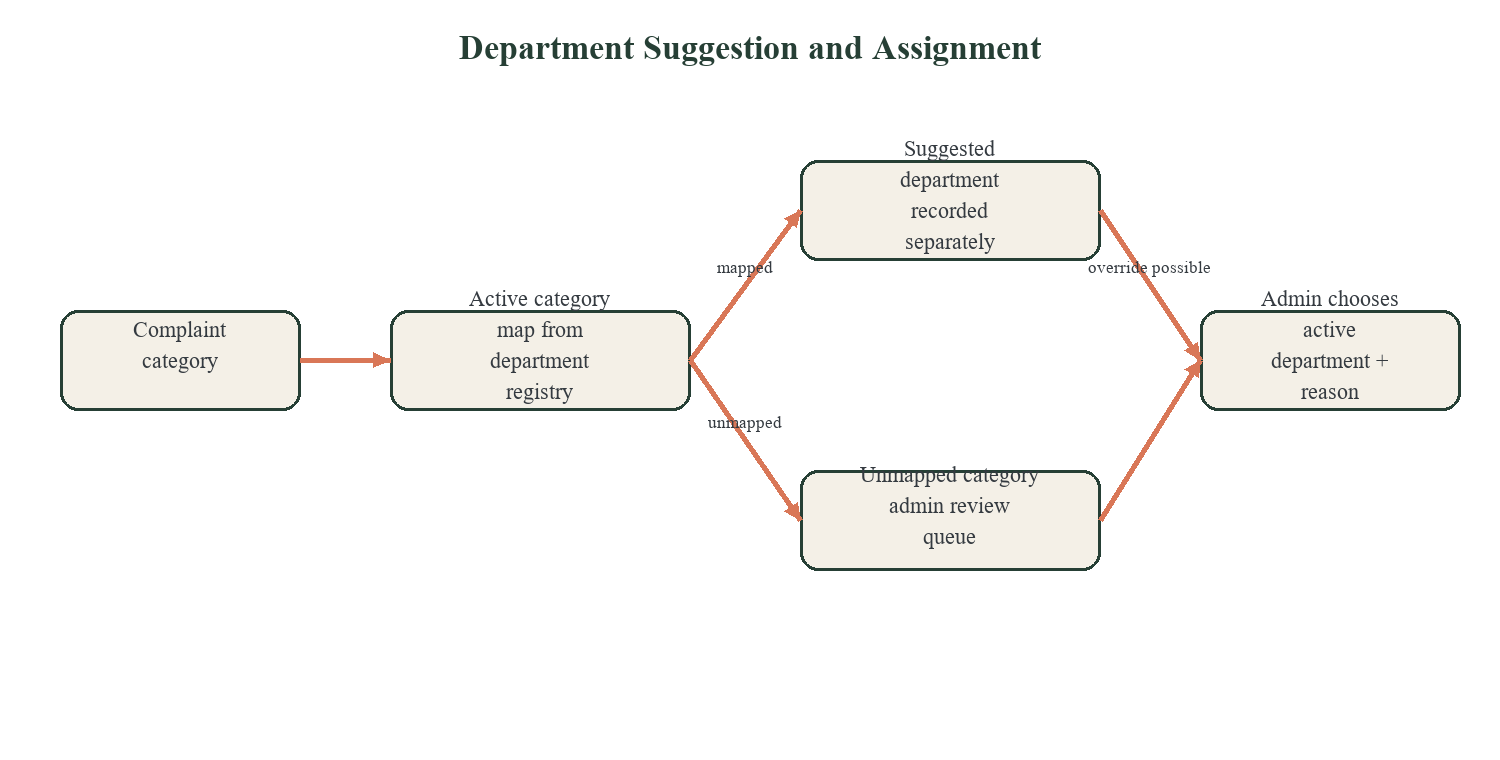 Department Suggestion and Assignment
Complaint
category
Active category
map from
department
registry
mapped
unmapped
Suggested
department
recorded
separately
Unmapped category
admin review
queue
override possible
Admin chooses
active
department +
reason